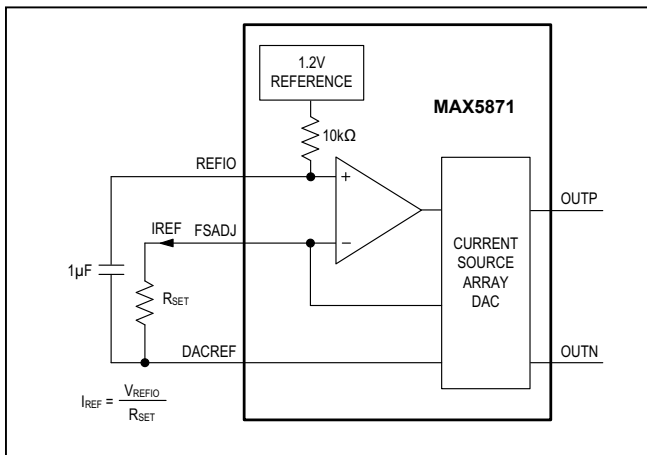 1.2V
REFERENCE
MAX5871
10kΩ
REFIO
+
OUTP
IREF
FSADJ
−
CURRENT
SOURCE
ARRAY
DAC
1µF
RSET
DACREF
OUTN
IREF = VREFIO
RSET